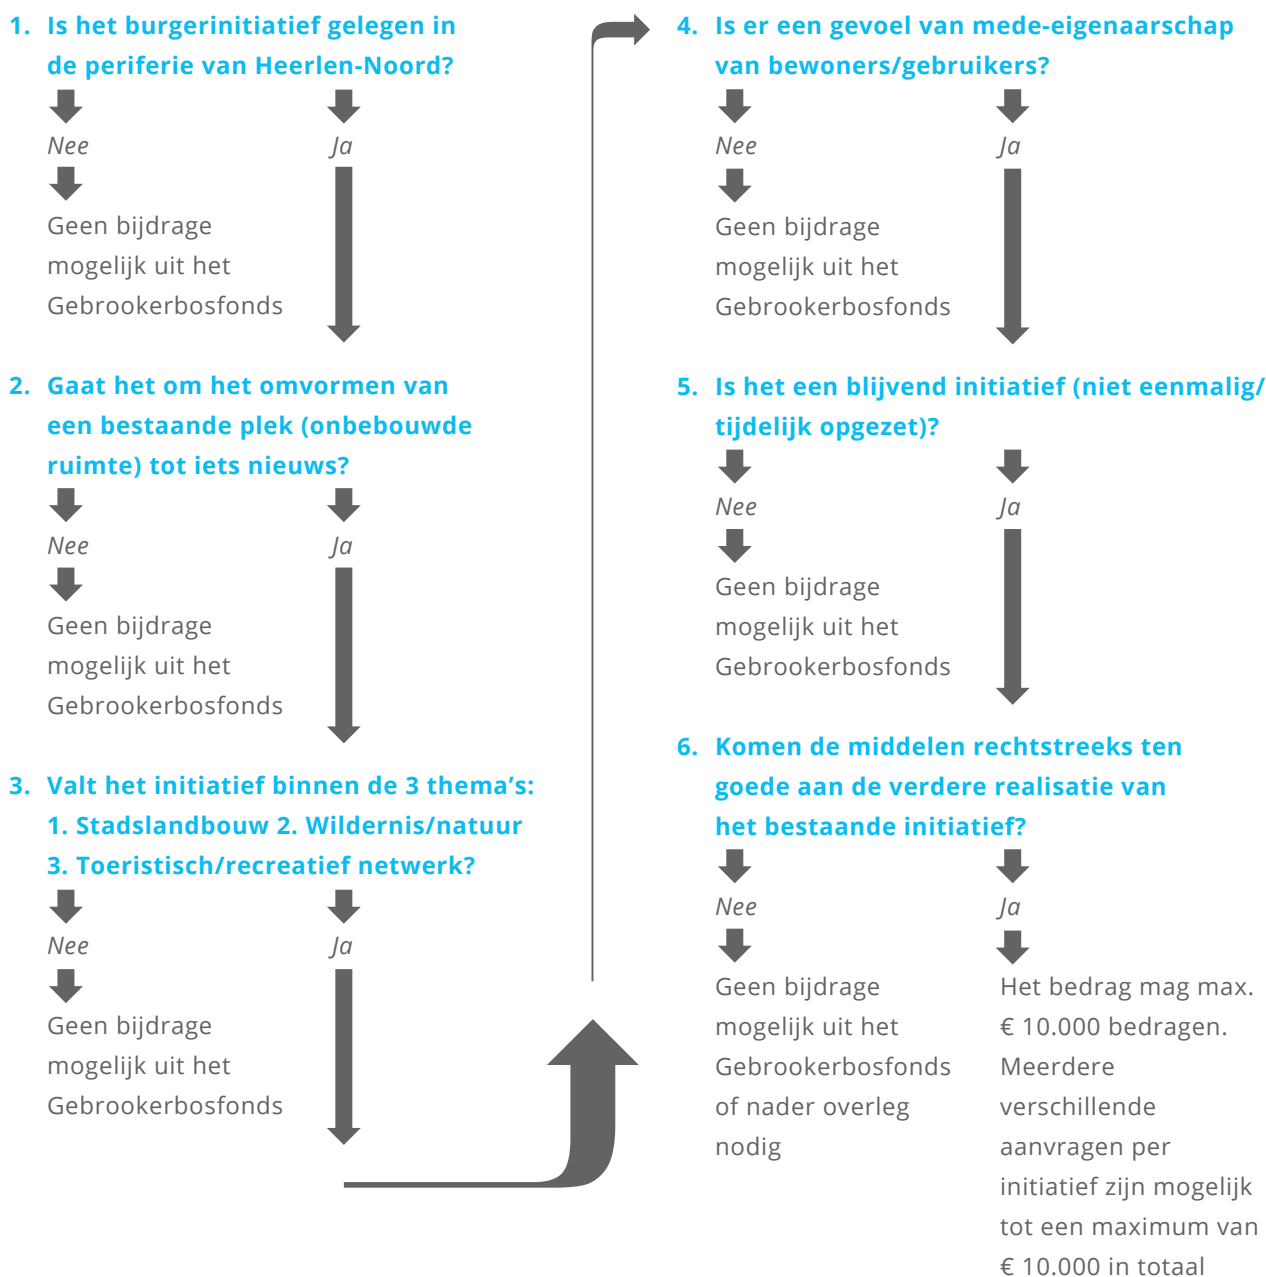 1. Is het burgerinitiatief gelegen in
de periferie van Heerlen-Noord?
Nee
Ja
Geen bijdrage
mogelijk uit het
Gebrookerbosfonds
2. Gaat het om het omvormen van
een bestaande plek (onbebouwde
ruimte) tot iets nieuws?
Nee
Ja
Geen bijdrage
mogelijk uit het
Gebrookerbosfonds
3. Valt het initiatief binnen de 3 thema’s:
1. Stadslandbouw 2. Wildernis/natuur
3. Toeristisch/recreatief netwerk?
Nee
Ja
Geen bijdrage
mogelijk uit het
Gebrookerbosfonds
4. Is er een gevoel van mede-eigenaarschap
van bewoners/gebruikers?
Nee
Ja
Geen bijdrage
mogelijk uit het
Gebrookerbosfonds
5. Is het een blijvend initiatief (niet eenmalig/
tijdelijk opgezet)?
Nee
Ja
Geen bijdrage
mogelijk uit het
Gebrookerbosfonds
6. Komen de middelen rechtstreeks ten
goede aan de verdere realisatie van
het bestaande initiatief?
Nee
Ja
Geen bijdrage
mogelijk uit het
Gebrookerbosfonds
of nader overleg
nodig
Het bedrag mag max.
€ 10.000 bedragen.
Meerdere
verschillende
aanvragen per
initiatief zijn mogelijk
tot een maximum van
€ 10.000 in totaal